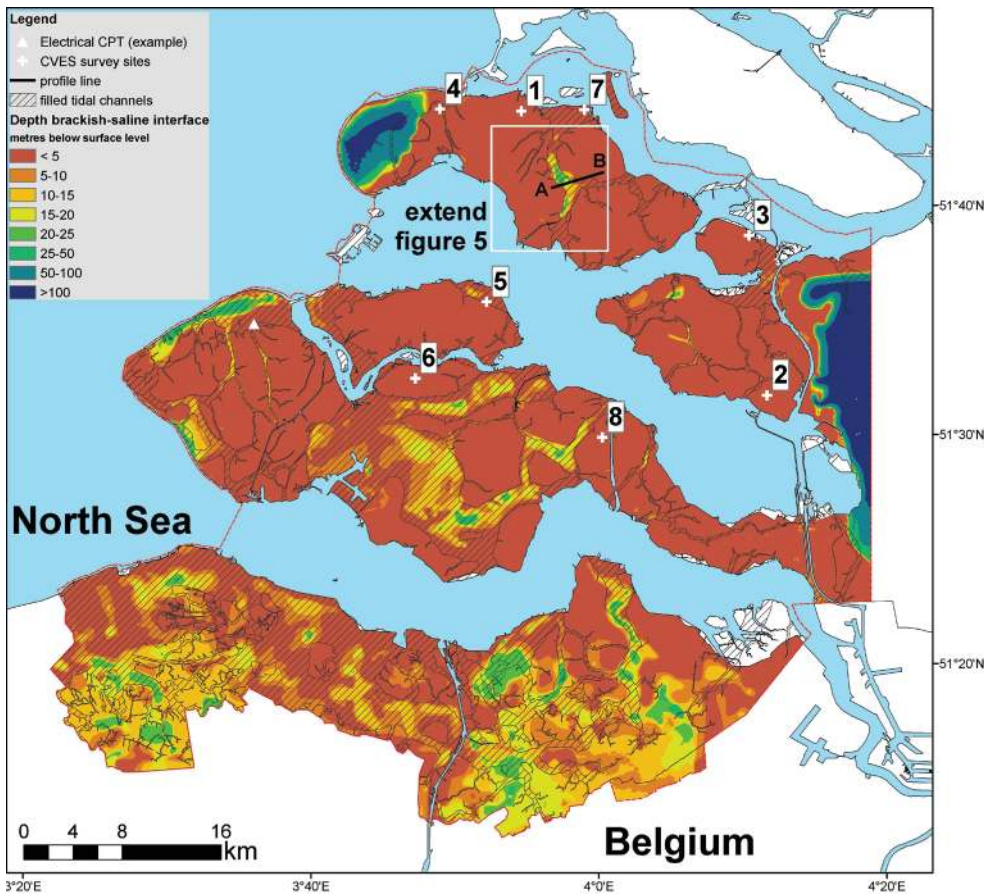 Legend
Electrical CPT (example)
CVES survey sites
profile line
filled tidal channels
Depth brackish-saline interface
metres below surface level
< 5
5-10
10-15
15-20
20-25
25-50
50-100
>100
4
1
7
B
A
extend
figure 5
3
5
6
2
8
North Sea
Belgium
0 4 8 16
km
51°40'N
51°30'N
51°20'N
3°20'E
3°40'E
4°0'E
4°20'E